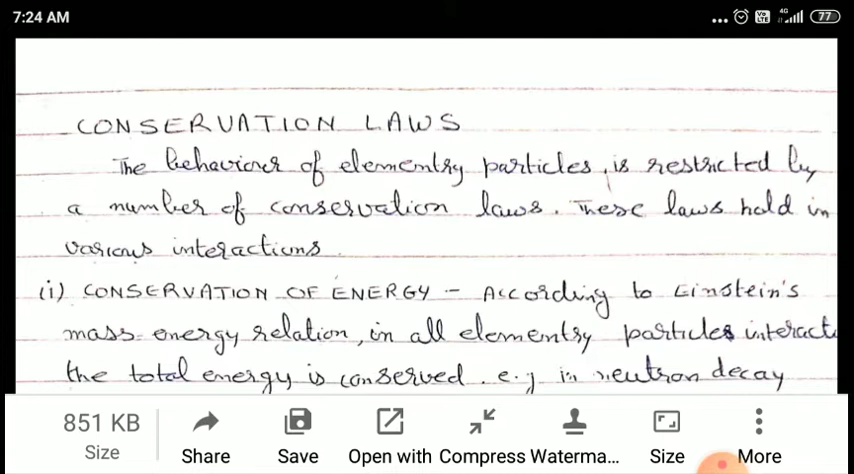 7:24 AM
... Vo LTE 4G 77
CONSERVATION LAWS
The behaviour of elementry particles, is restricted by
a number of conservation laws. These laws hold in
various interactions.
(i) CONSERVATION OF ENERGY - According to Einstein's
mass-energy relation, in all elementry particles interact
the total energy is conserved. e.g in neutron decay
851 KB
Size
Share
Save
Open with
Compress
Waterma...
Size
More